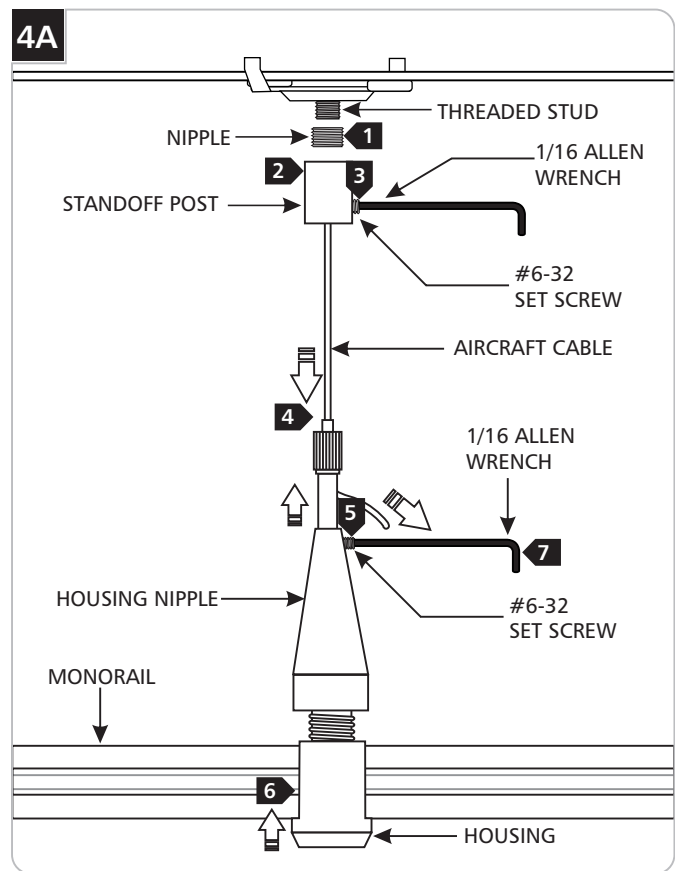 4A
THREADED STUD
NIPPLE
1
1/16 ALLEN
WRENCH
2
3
STANDOFF POST
#6-32
SET SCREW
AIRCRAFT CABLE
4
1/16 ALLEN
WRENCH
5
7
HOUSING NIPPLE
#6-32
SET SCREW
MONORAIL
6
HOUSING